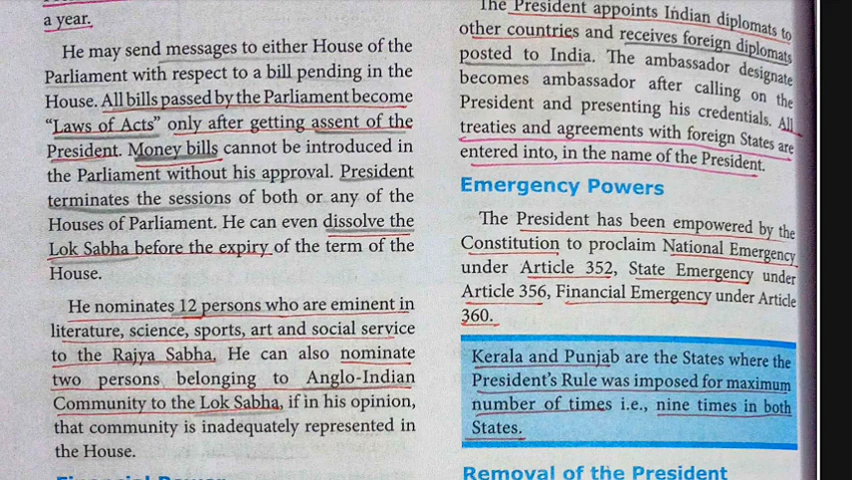 a year.
He may send messages to either House of the
Parliament with respect to a bill pending in the
House. All bills passed by the Parliament become
“Laws of Acts” only after getting assent of the
President. Money bills cannot be introduced in
the Parliament without his approval. President
terminates the sessions of both or any of the
Houses of Parliament. He can even dissolve the
Lok Sabha before the expiry of the term of the
House.
He nominates 12 persons who are eminent in
literature, science, sports, art and social service
to the Rajya Sabha. He can also nominate
two persons belonging to Anglo-Indian
Community to the Lok Sabha, if in his opinion,
that community is inadequately represented in
the House.
Financial Power
The President appoints Indian diplomats to
other countries and receives foreign diplomats
posted to India. The ambassador designate
becomes ambassador after calling on the
President and presenting his credentials. All
treaties and agreements with foreign States are
entered into, in the name of the President.
Emergency Powers
The President has been empowered by the
Constitution to proclaim National Emergency
under Article 352, State Emergency under
Article 356, Financial Emergency under Article
360.
Kerala and Punjab are the States where the
President’s Rule was imposed for maximum
number of times i.e., nine times in both
States.
Removal of the President